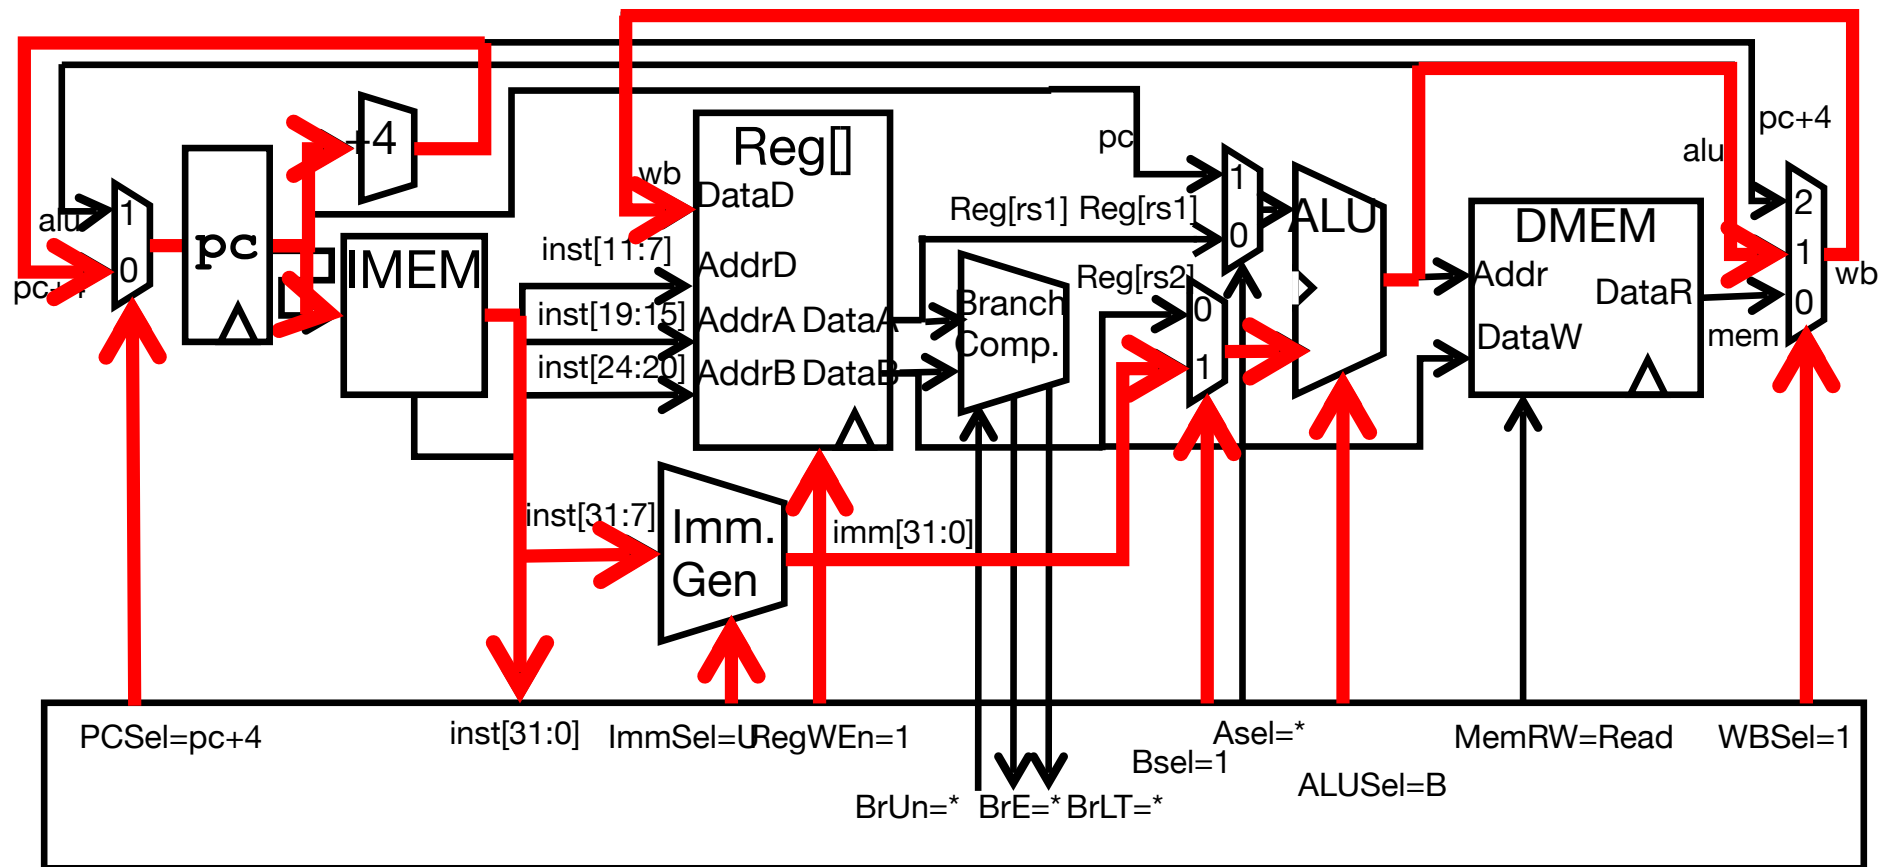 pc+4
alu
pc
+4
wb
Reg[]
DataD
alu
1
0
pc+4
pc
IMEM
inst[11:7]
AddrD
inst[19:15]
AddrA
DataA
inst[24:20]
AddrB
DataB
Reg[rs1]
Reg[rs1]
1
0
ALU
Branch
Comp.
Reg[rs2]
0
1
DMEM
Addr
DataR
DataW
mem
2
1
0
wb
inst[31:7]
Imm.
Gen
imm[31:0]
PCSel=pc+4
inst[31:0]
ImmSel=U
RegWEn=1
Bsel=1
Asel=*
MemRW=Read
WBSel=1
BrUn=*
BrE=*
BrLT=*
ALUSel=B